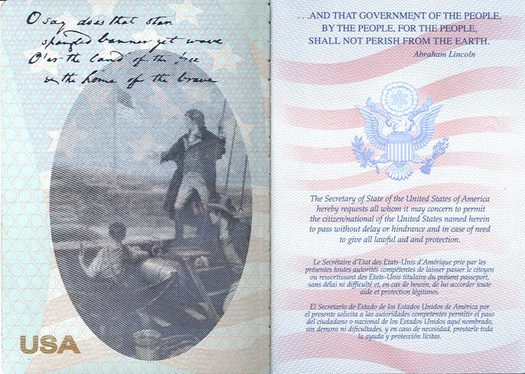 O say does that star
spangled banner yet wave
O'er the land of the free
& the home of the brave
USA
. . .AND THAT GOVERNMENT OF THE PEOPLE,
BY THE PEOPLE, FOR THE PEOPLE,
SHALL NOT PERISH FROM THE EARTH.
Abraham Lincoln
The Secretary of State of the United States of America
hereby requests all whom it may concern to permit
the citizen/national of the United States named herein
to pass without delay or hindrance and in case of need
to give all lawful aid and protection.
Le Secrétaire d'Etat des Etats-Unis d'Amérique prie par les
présentes toutes autorités compétentes de laisser passer le citoyen
ou ressortissant des Etats-Unis titulaire du présent passeport,
sans délai ni difficulté et, en cas de besoin, de lui accorder toute
aide et protection légitimes.
El Secretario de Estado de los Estados Unidos de América por
el presente solicita a las autoridades competentes permitir el paso
del ciudadano o nacional de los Estados Unidos aquí nombrado,
sin demora ni dificultades, y en caso de necesidad, prestarle toda
la ayuda y protección lícitas.